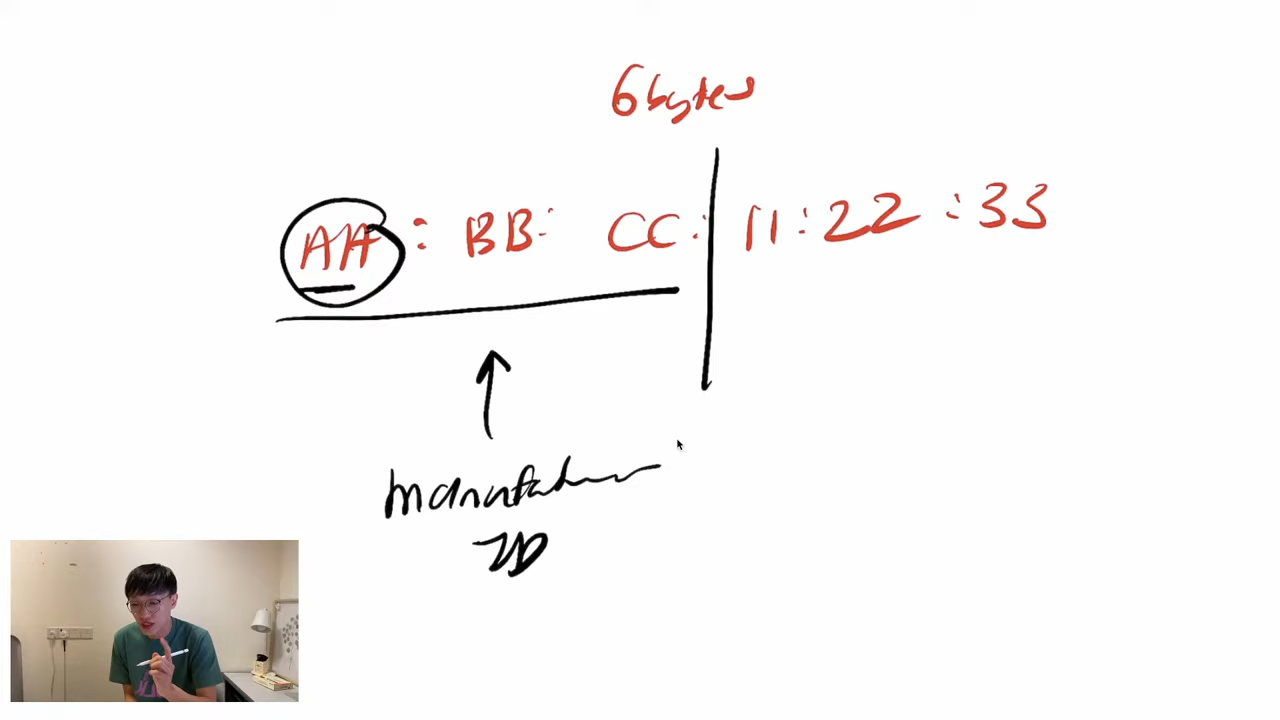 6 bytes
AA : BB : CC : 11 : 22 : 33
manufacturer
ID